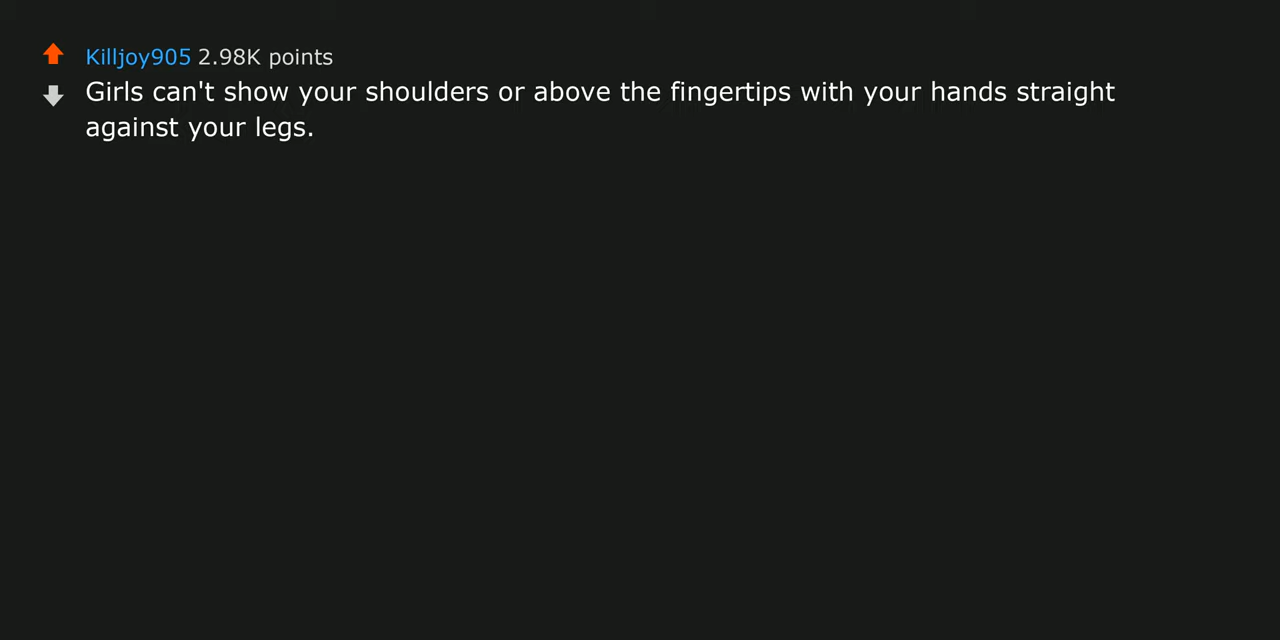 Killjoy905 2.98K points
Girls can't show your shoulders or above the fingertips with your hands straight
against your legs.